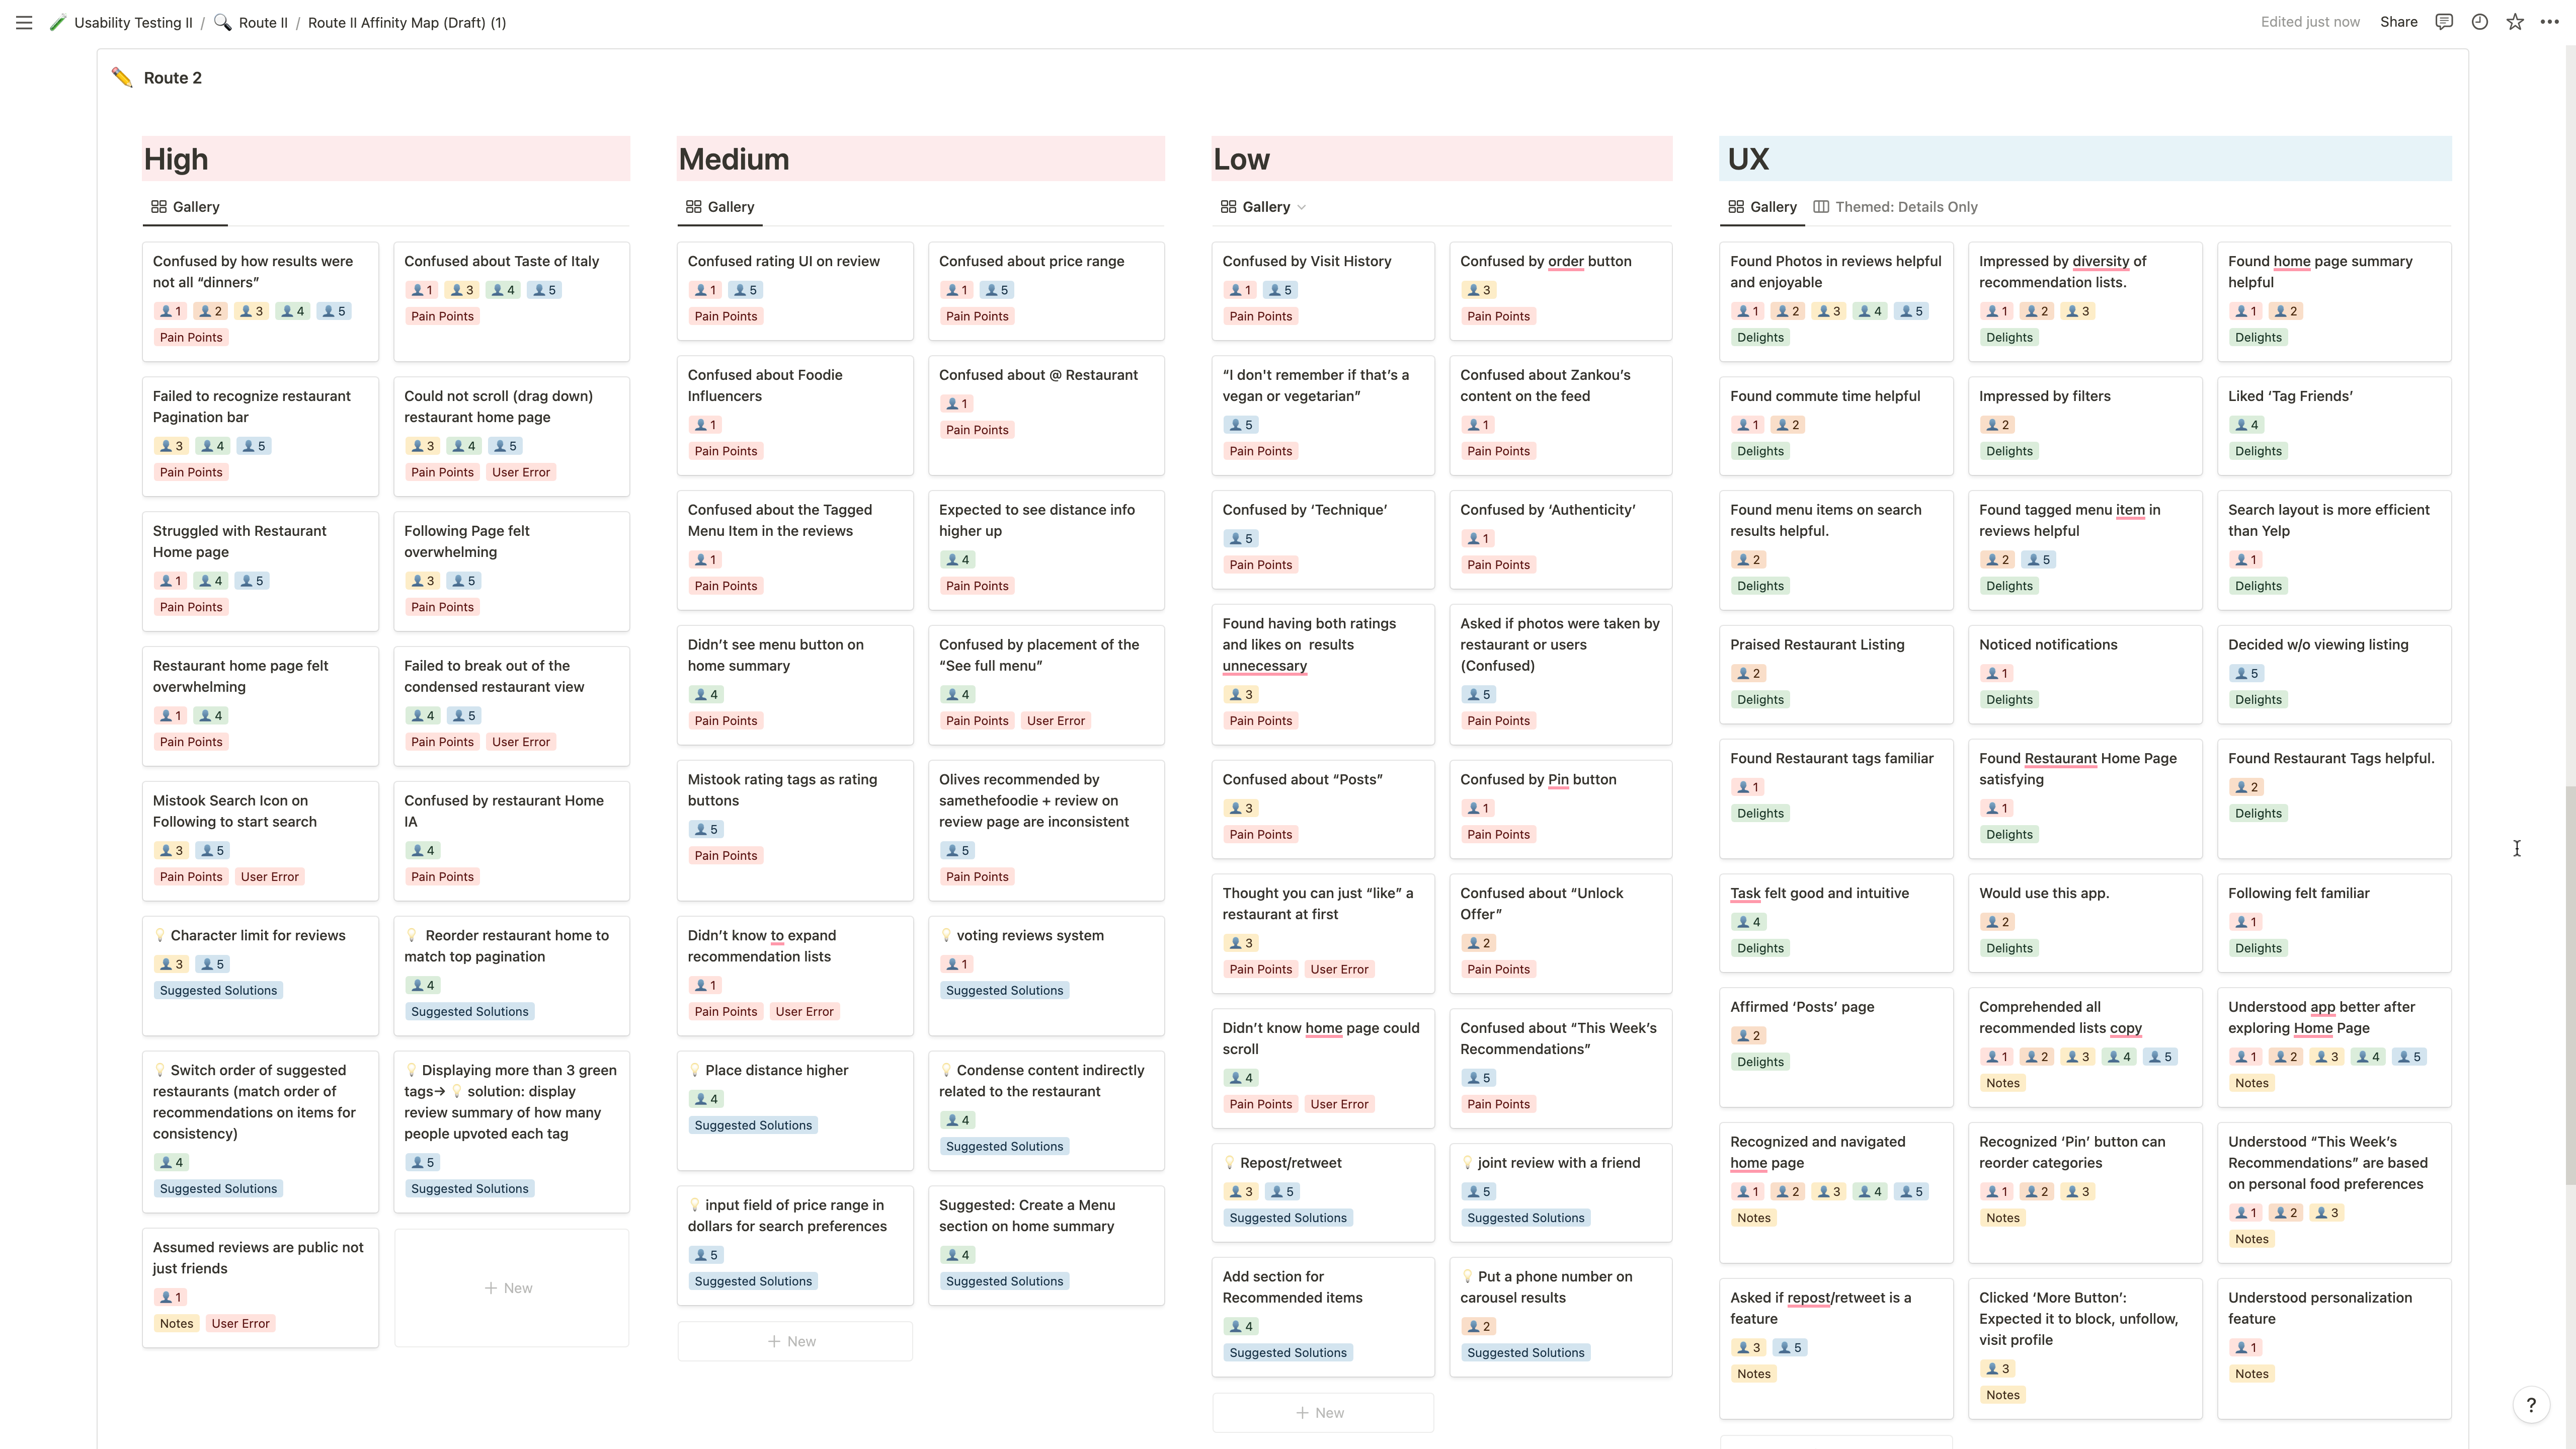 Usability Testing II / Route II / Route II Affinity Map (Draft) (1)
Edited just now Share
Route 2
High
Gallery
Confused by how results were
not all “dinners”
1 2 3 4 5
Pain Points
Confused about Taste of Italy
1 3 4 5
Pain Points
Failed to recognize restaurant
Pagination bar
3 4 5
Pain Points
Could not scroll (drag down)
restaurant home page
3 4 5
Pain Points User Error
Struggled with Restaurant
Home page
1 4 5
Pain Points
Following Page felt
overwhelming
3 5
Pain Points
Restaurant home page felt
overwhelming
1 4
Pain Points
Failed to break out of the
condensed restaurant view
4 5
Pain Points User Error
Mistook Search Icon on
Following to start search
3 5
Pain Points User Error
Confused by restaurant Home
IA
4
Pain Points
💡 Character limit for reviews
3 5
Suggested Solutions
💡 Reorder restaurant home to
match top pagination
4
Suggested Solutions
💡 Switch order of suggested
restaurants (match order of
recommendations on items for
consistency)
4
Suggested Solutions
💡 Displaying more than 3 green
tags→ 💡 solution: display
review summary of how many
people upvoted each tag
5
Suggested Solutions
Assumed reviews are public not
just friends
1
Notes User Error
+ New
Medium
Gallery
Confused rating UI on review
1 5
Pain Points
Confused about price range
1 5
Pain Points
Confused about Foodie
Influencers
1
Pain Points
Confused about @ Restaurant
1
Pain Points
Confused about the Tagged
Menu Item in the reviews
1
Pain Points
Expected to see distance info
higher up
4
Pain Points
Didn’t see menu button on
home summary
4
Pain Points
Confused by placement of the
“See full menu”
4
Pain Points User Error
Mistook rating tags as rating
buttons
5
Pain Points
Olives recommended by
samethefoodie + review on
review page are inconsistent
5
Pain Points
Didn’t know to expand
recommendation lists
1
Pain Points User Error
💡 voting reviews system
1
Suggested Solutions
💡 Place distance higher
4
Suggested Solutions
💡 Condense content indirectly
related to the restaurant
4
Suggested Solutions
💡 input field of price range in
dollars for search preferences
5
Suggested Solutions
Suggested: Create a Menu
section on home summary
4
Suggested Solutions
+ New
Low
Gallery
Confused by Visit History
1 5
Pain Points
Confused by order button
3
Pain Points
“I don't remember if that’s a
vegan or vegetarian”
5
Pain Points
Confused about Zankou’s
content on the feed
1
Pain Points
Confused by ‘Technique’
5
Pain Points
Confused by ‘Authenticity’
1
Pain Points
Found having both ratings
and likes on  results
unnecessary
3
Pain Points
Asked if photos were taken by
restaurant or users
(Confused)
5
Pain Points
Confused about “Posts”
3
Pain Points
Confused by Pin button
1
Pain Points
Thought you can just “like” a
restaurant at first
3
Pain Points User Error
Confused about “Unlock
Offer”
2
Pain Points
Didn’t know home page could
scroll
4
Pain Points User Error
Confused about “This Week’s
Recommendations”
5
Pain Points
💡 Repost/retweet
3 5
Suggested Solutions
💡 joint review with a friend
5
Suggested Solutions
Add section for
Recommended items
4
Suggested Solutions
💡 Put a phone number on
carousel results
2
Suggested Solutions
+ New
UX
Gallery Themed: Details Only
Found Photos in reviews helpful
and enjoyable
1 2 3 4 5
Delights
Impressed by diversity of
recommendation lists.
1 2 3
Delights
Found home page summary
helpful
1 2
Delights
Found commute time helpful
1 2
Delights
Impressed by filters
2
Delights
Liked ‘Tag Friends’
4
Delights
Found menu items on search
results helpful.
2
Delights
Found tagged menu item in
reviews helpful
2 5
Delights
Search layout is more efficient
than Yelp
1
Delights
Praised Restaurant Listing
2
Delights
Noticed notifications
1
Delights
Decided w/o viewing listing
5
Delights
Found Restaurant tags familiar
1
Delights
Found Restaurant Home Page
satisfying
1
Delights
Found Restaurant Tags helpful.
2
Delights
Task felt good and intuitive
4
Delights
Would use this app.
2
Delights
Following felt familiar
1
Delights
Affirmed ‘Posts’ page
2
Delights
Comprehended all
recommended lists copy
1 2 3 4 5
Notes
Understood app better after
exploring Home Page
1 2 3 4 5
Notes
Recognized and navigated
home page
1 2 3 4 5
Notes
Recognized ‘Pin’ button can
reorder categories
1 2 3
Notes
Understood “This Week’s
Recommendations” are based
on personal food preferences
1 2 3
Notes
Asked if repost/retweet is a
feature
3 5
Notes
Clicked ‘More Button’:
Expected it to block, unfollow,
visit profile
3
Notes
Understood personalization
feature
1
Notes
?